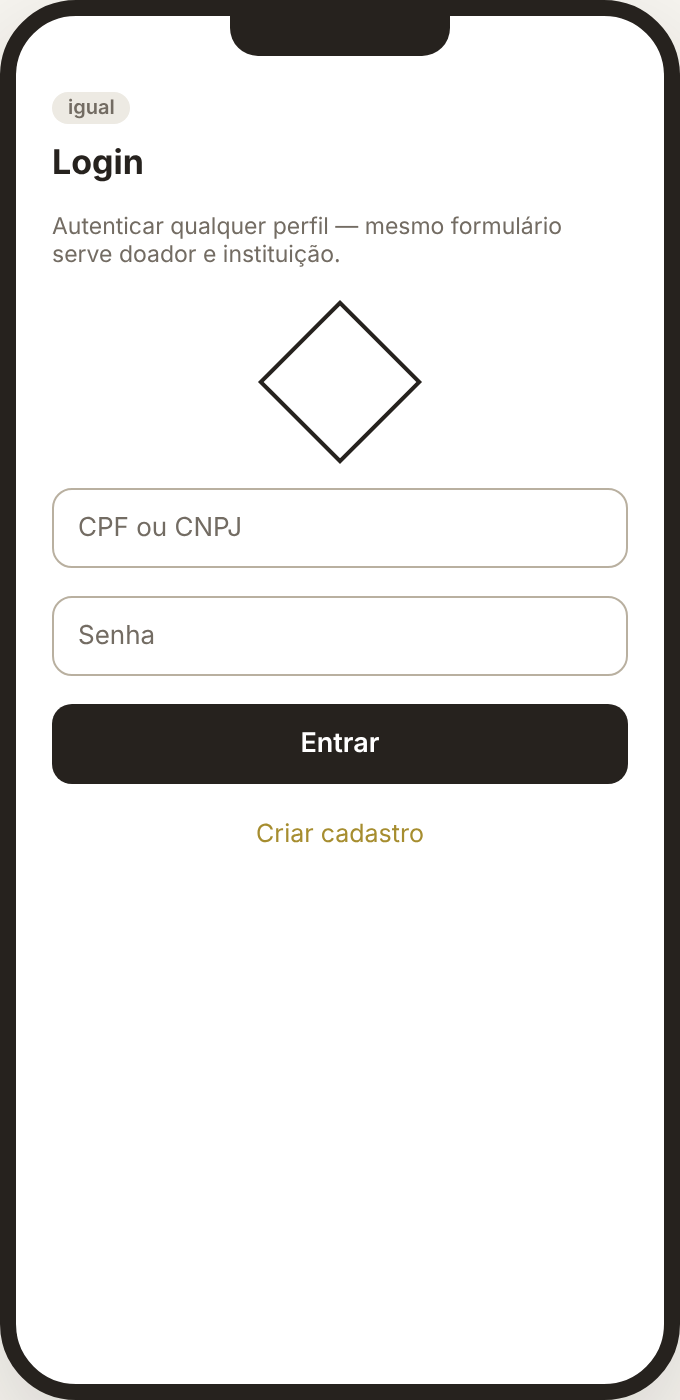 igual
Login
Autenticar qualquer perfil — mesmo formulário
serve doador e instituição.
CPF ou CNPJ
Senha
Entrar
Criar cadastro